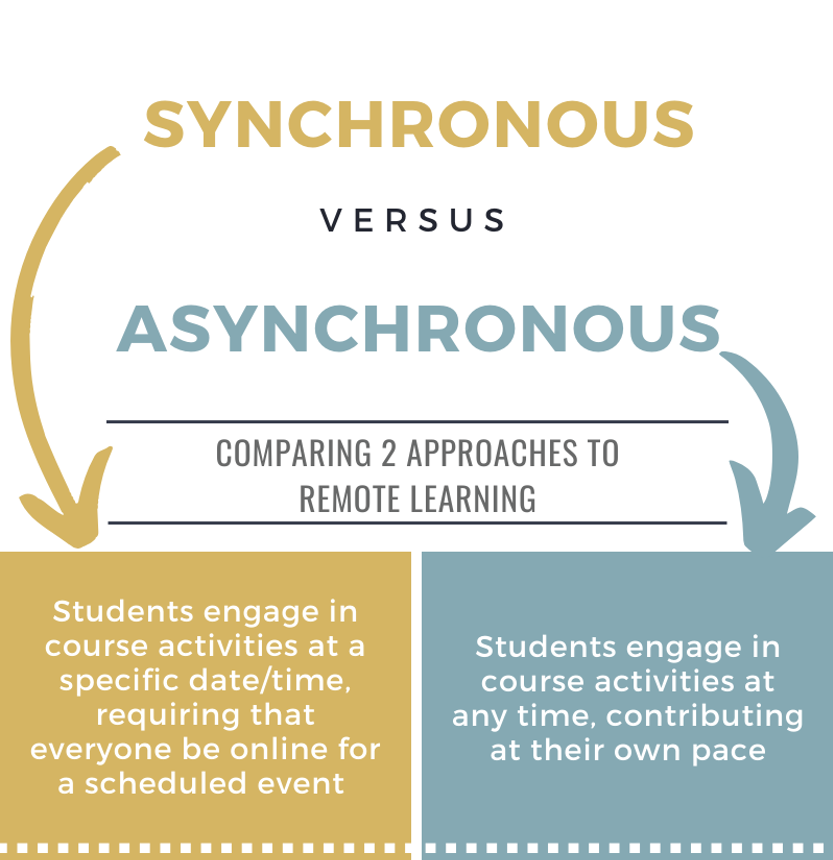 SYNCHRONOUS
VERSUS
ASYNCHRONOUS
COMPARING 2 APPROACHES TO
REMOTE LEARNING
Students engage in
course activities at a
specific date/time,
requiring that
everyone be online for
a scheduled event
Students engage in
course activities at
any time, contributing
at their own pace